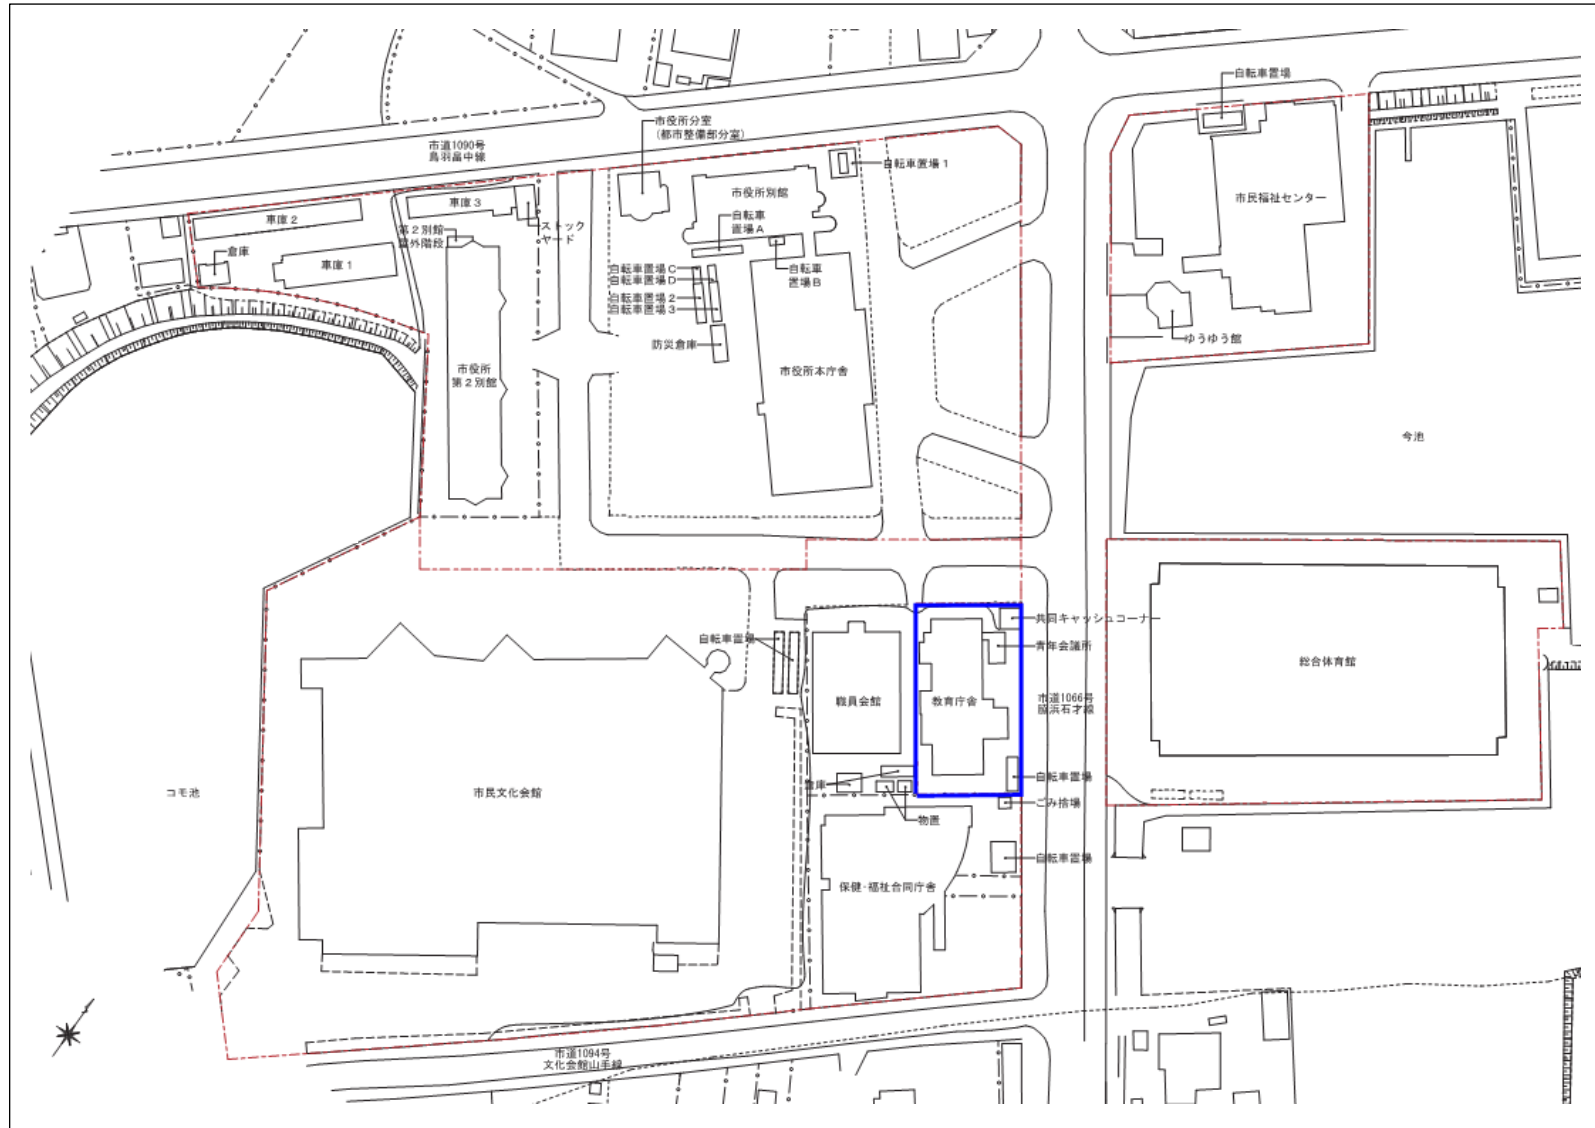 自転車置場
市役所分室
(都市整備部分室)
市道1090号
鳥羽畠中線
自転車置場１
市役所別館
市民福祉センター
車庫２
車庫３
自転車
置場Ａ
ストック
ヤード
第２別館
屋外階段
倉庫
車庫１
自転車置場Ｃ
自転車置場Ｄ
自転車
置場Ｂ
自転車置場２
自転車置場３
防災倉庫
ゆうゆう館
市役所
第２別館
市役所本庁舎
今池
共同キャッシュコーナー
自転車置場
青年会議所
総合体育館
職員会館
教育庁舎
市道1066号
脇浜石才線
コモ池
市民文化会館
倉庫
自転車置場
ごみ捨場
物置
自転車置場
保健・福祉合同庁舎
市道1094号
文化会館山手線